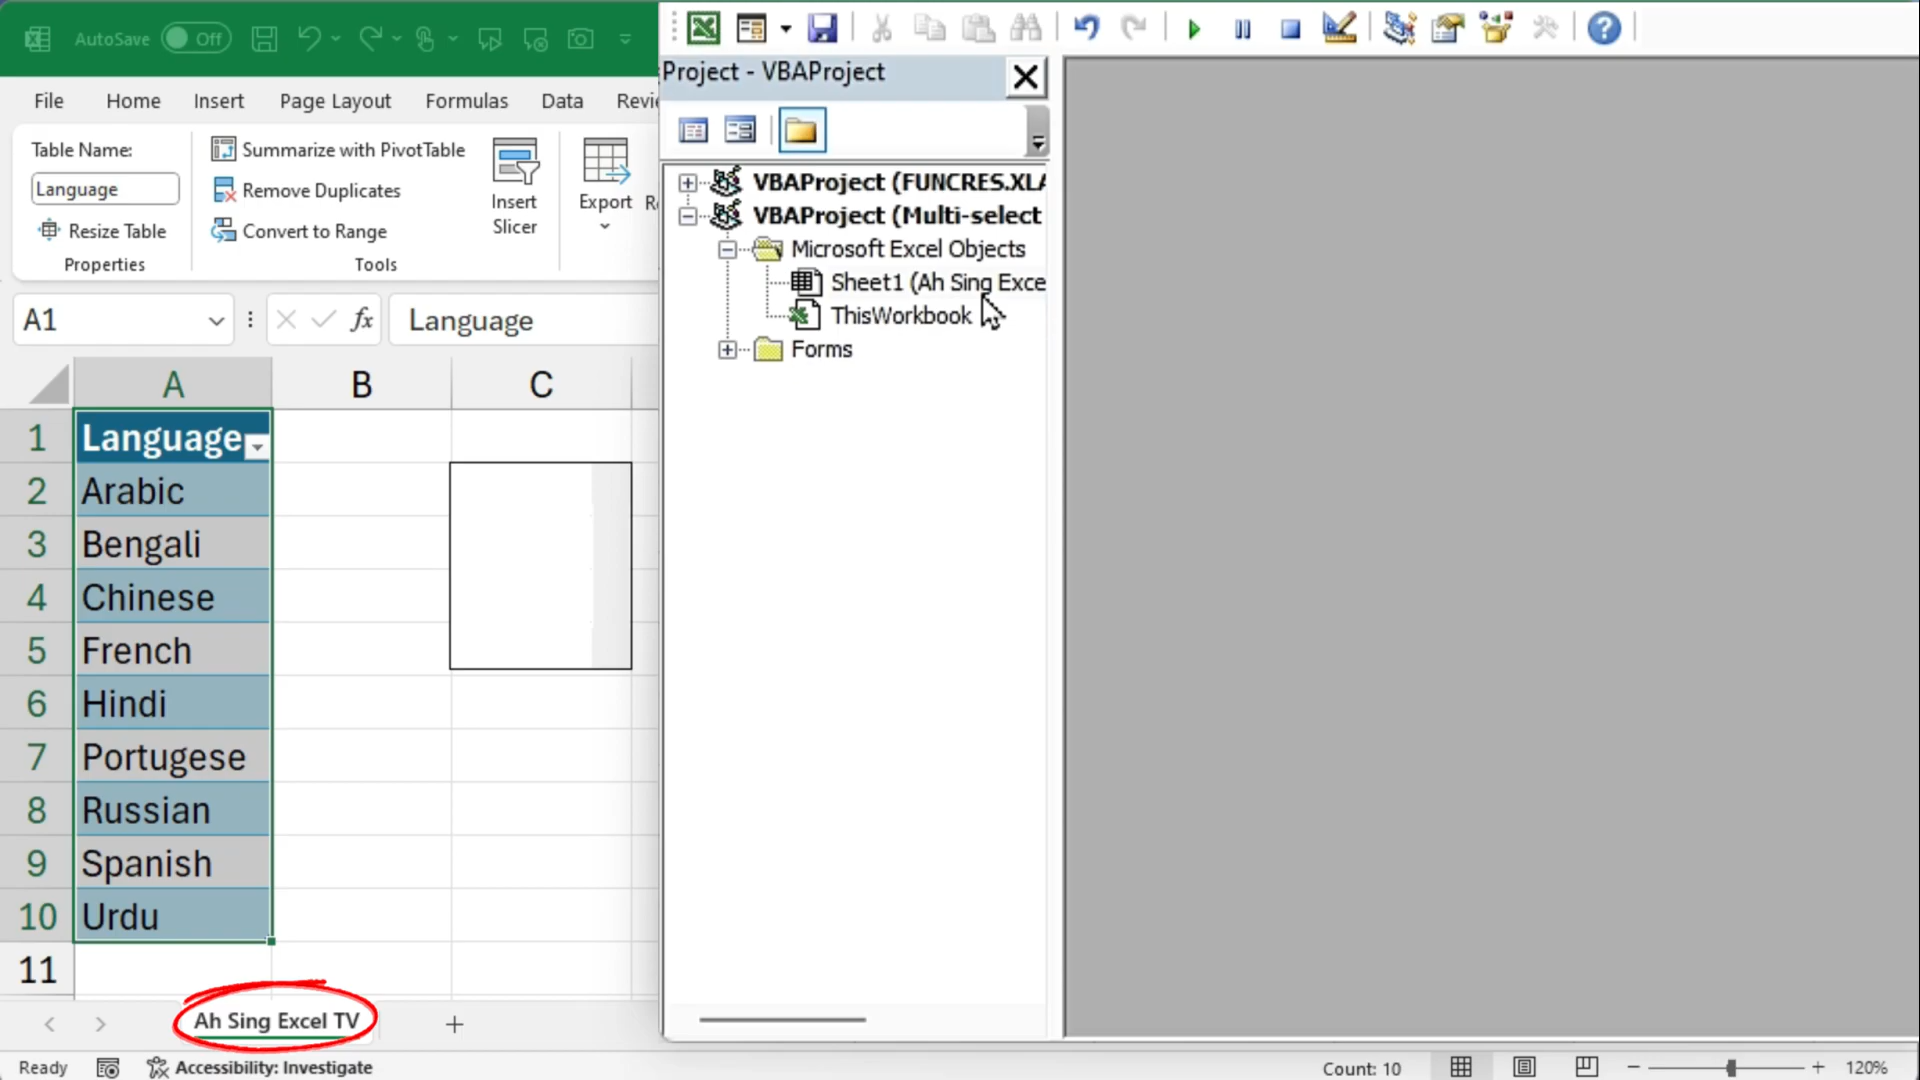 AutoSave Off
File Home Insert Page Layout Formulas Data Revi
Table Name:
Language
Resize Table
Properties
Summarize with PivotTable
Remove Duplicates
Convert to Range
Tools
Insert
Slicer
Export
R
A1
fx
Language
A B C
1 Language
2 Arabic
3 Bengali
4 Chinese
5 French
6 Hindi
7 Portugese
8 Russian
9 Spanish
10 Urdu
11
Ah Sing Excel TV
Ready
Accessibility: Investigate
Project - VBAProject
VBAProject (FUNCRES.XLA
VBAProject (Multi-select
Microsoft Excel Objects
Sheet1 (Ah Sing Exce
ThisWorkbook
Forms
Count: 10
120%